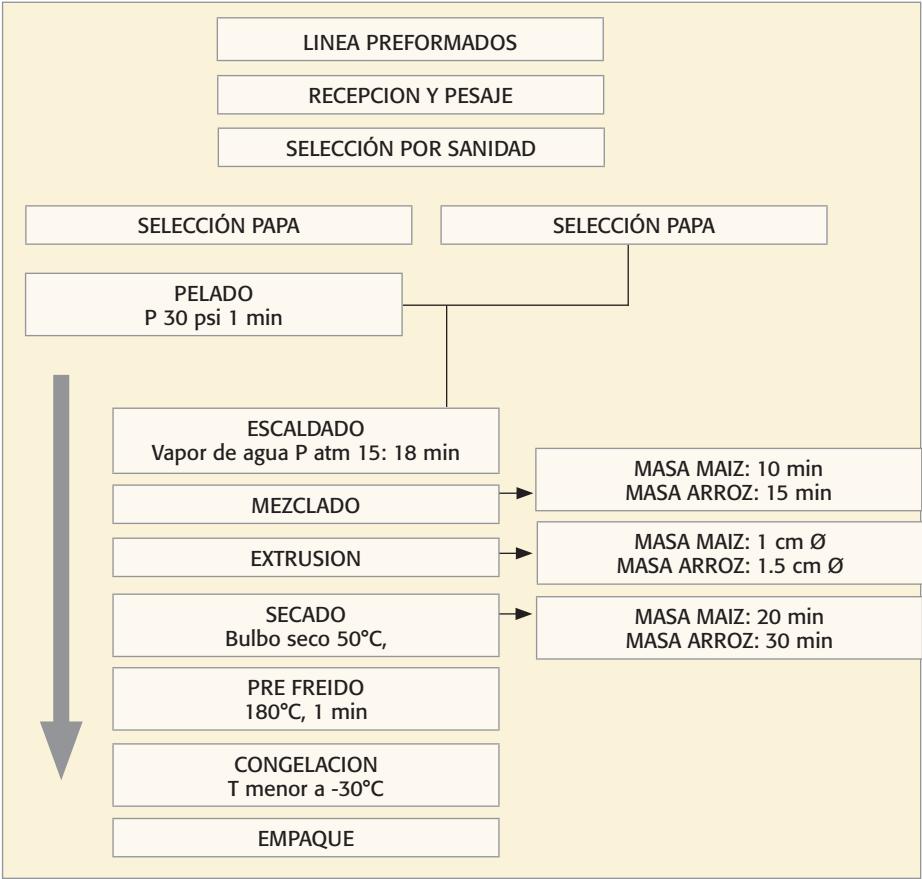 LINEA PREFORMADOS
RECEPCION Y PESAJE
SELECCIÓN POR SANIDAD
SELECCIÓN PAPA
SELECCIÓN PAPA
PELADO
P 30 psi 1 min
ESCALDADO
Vapor de agua P atm 15: 18 min
MEZCLADO
MASA MAIZ: 10 min
MASA ARROZ: 15 min
EXTRUSION
MASA MAIZ: 1 cm Ø
MASA ARROZ: 1.5 cm Ø
SECADO
Bulbo seco 50°C,
MASA MAIZ: 20 min
MASA ARROZ: 30 min
PRE FREIDO
180°C, 1 min
CONGELACION
T menor a -30°C
EMPAQUE